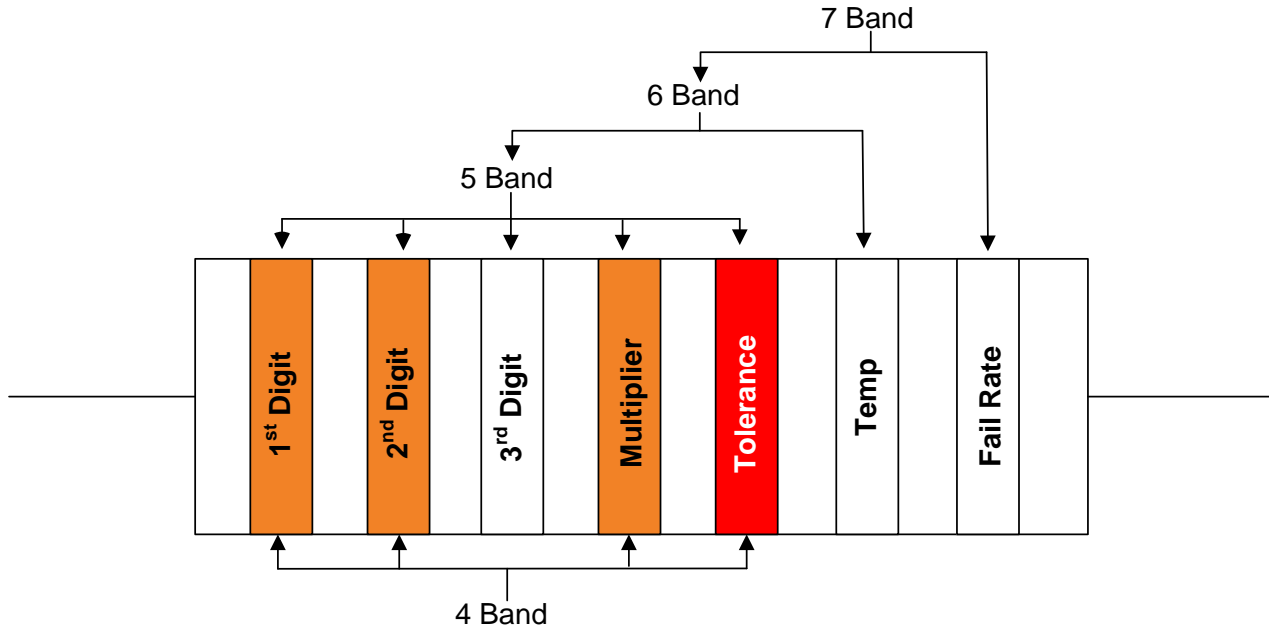 7 Band
6 Band
5 Band
1st Digit
2nd Digit
3rd Digit
Multiplier
Tolerance
Temp
Fail Rate
4 Band